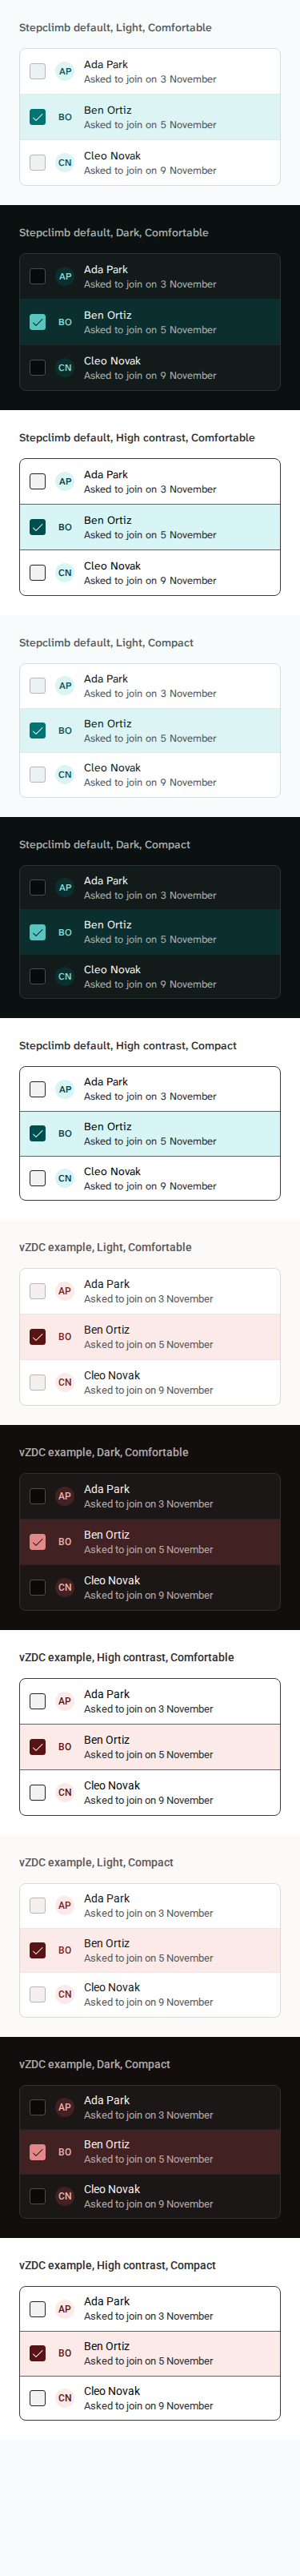 Stepclimb default, Light, Comfortable
AP
Ada Park
Asked to join on 3 November
BO
Ben Ortiz
Asked to join on 5 November
CN
Cleo Novak
Asked to join on 9 November
Stepclimb default, Dark, Comfortable
AP
Ada Park
Asked to join on 3 November
BO
Ben Ortiz
Asked to join on 5 November
CN
Cleo Novak
Asked to join on 9 November
Stepclimb default, High contrast, Comfortable
AP
Ada Park
Asked to join on 3 November
BO
Ben Ortiz
Asked to join on 5 November
CN
Cleo Novak
Asked to join on 9 November
Stepclimb default, Light, Compact
AP
Ada Park
Asked to join on 3 November
BO
Ben Ortiz
Asked to join on 5 November
CN
Cleo Novak
Asked to join on 9 November
Stepclimb default, Dark, Compact
AP
Ada Park
Asked to join on 3 November
BO
Ben Ortiz
Asked to join on 5 November
CN
Cleo Novak
Asked to join on 9 November
Stepclimb default, High contrast, Compact
AP
Ada Park
Asked to join on 3 November
BO
Ben Ortiz
Asked to join on 5 November
CN
Cleo Novak
Asked to join on 9 November
vZDC example, Light, Comfortable
AP
Ada Park
Asked to join on 3 November
BO
Ben Ortiz
Asked to join on 5 November
CN
Cleo Novak
Asked to join on 9 November
vZDC example, Dark, Comfortable
AP
Ada Park
Asked to join on 3 November
BO
Ben Ortiz
Asked to join on 5 November
CN
Cleo Novak
Asked to join on 9 November
vZDC example, High contrast, Comfortable
AP
Ada Park
Asked to join on 3 November
BO
Ben Ortiz
Asked to join on 5 November
CN
Cleo Novak
Asked to join on 9 November
vZDC example, Light, Compact
AP
Ada Park
Asked to join on 3 November
BO
Ben Ortiz
Asked to join on 5 November
CN
Cleo Novak
Asked to join on 9 November
vZDC example, Dark, Compact
AP
Ada Park
Asked to join on 3 November
BO
Ben Ortiz
Asked to join on 5 November
CN
Cleo Novak
Asked to join on 9 November
vZDC example, High contrast, Compact
AP
Ada Park
Asked to join on 3 November
BO
Ben Ortiz
Asked to join on 5 November
CN
Cleo Novak
Asked to join on 9 November